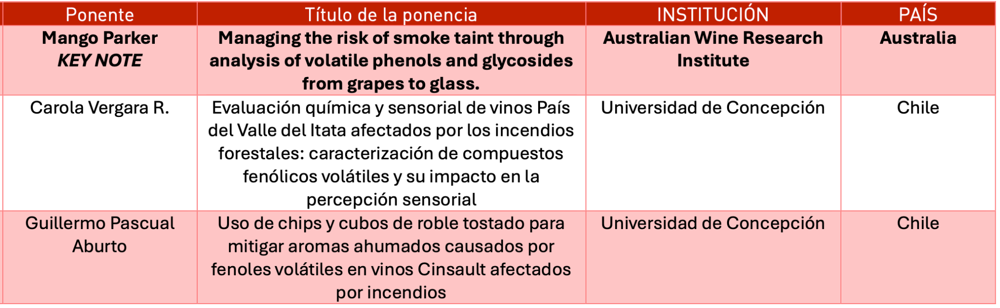 Ponente
Título de la ponencia
INSTITUCIÓN
PAÍS
Mango Parker
KEY NOTE
Managing the risk of smoke taint through
analysis of volatile phenols and glycosides
from grapes to glass.
Australian Wine Research
Institute
Australia
Carola Vergara R.
Evaluación química y sensorial de vinos País
del Valle del Itata afectados por los incendios
forestales: caracterización de compuestos
fenólicos volátiles y su impacto en la
percepción sensorial
Universidad de Concepción
Chile
Guillermo Pascual
Aburto
Uso de chips y cubos de roble tostado para
mitigar aromas ahumados causados por
fenoles volátiles en vinos Cinsault afectados
por incendios
Universidad de Concepción
Chile